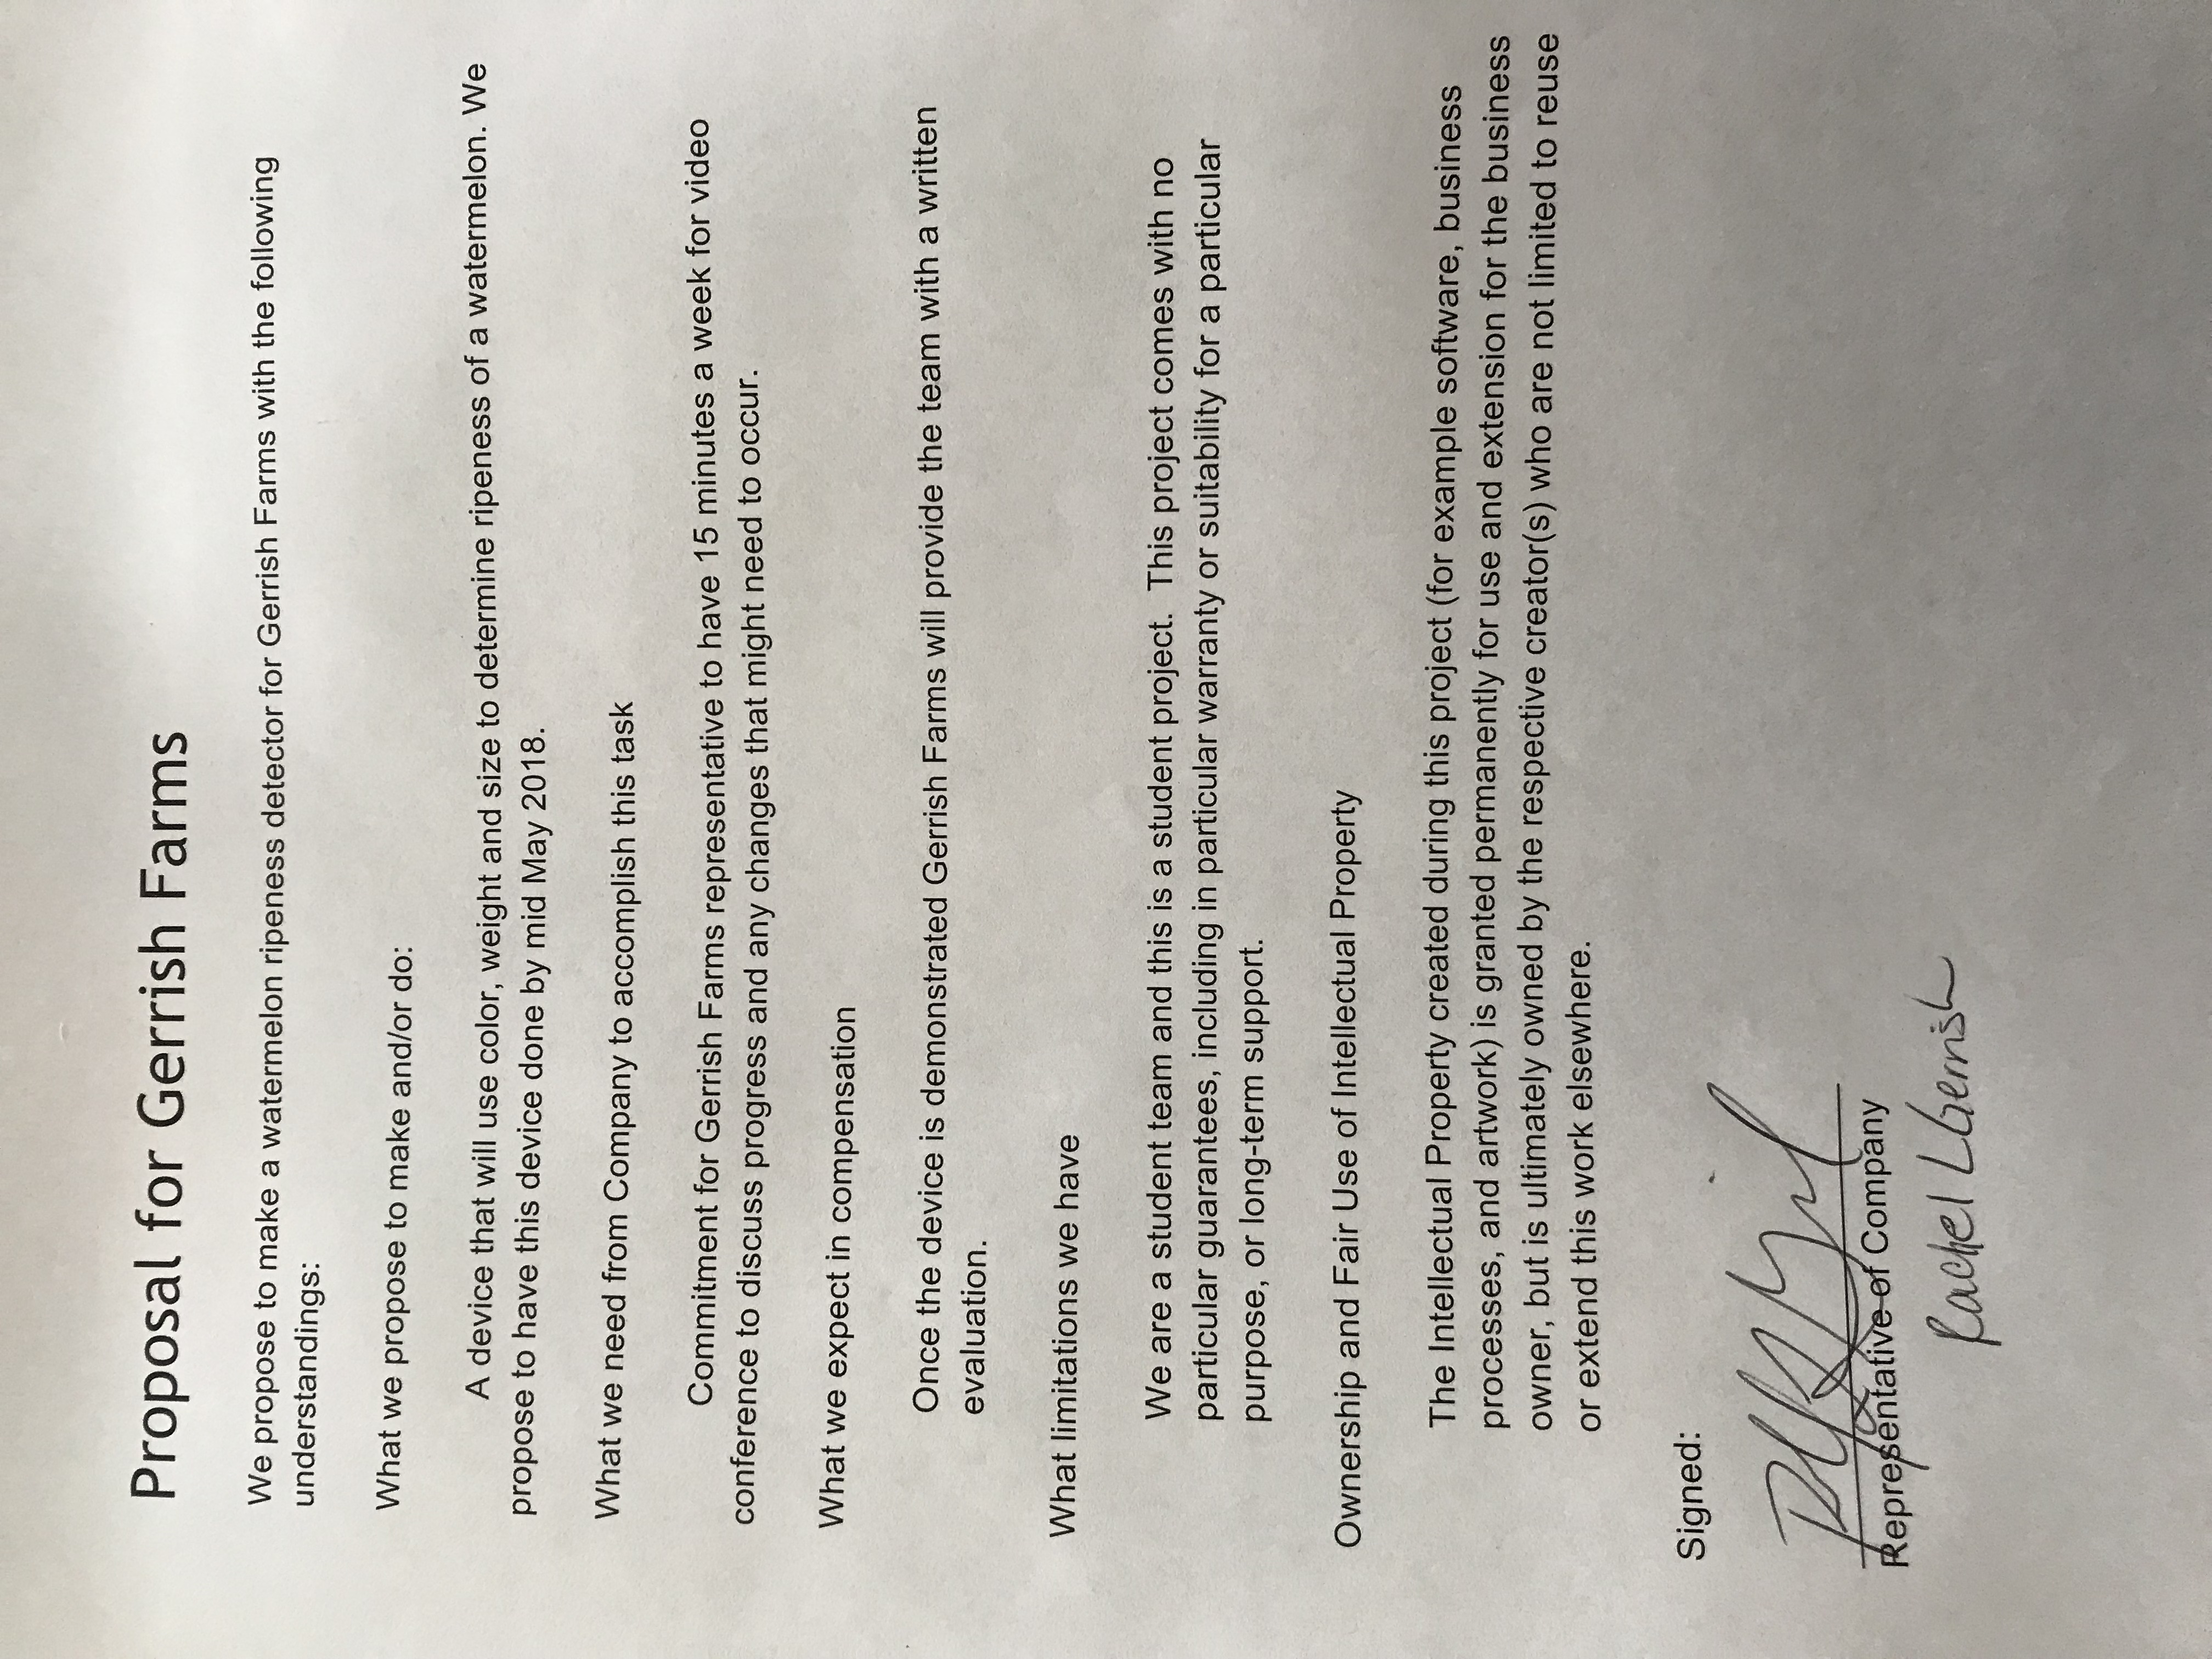 Proposal for Gerrish Farms
We propose to make a watermelon ripeness detector for Gerrish Farms with the following
understandings:
What we propose to make and/or do:
A device that will use color, weight and size to determine ripeness of a watermelon. We
propose to have this device done by mid May 2018.
What we need from Company to accomplish this task
Commitment for Gerrish Farms representative to have 15 minutes a week for video
conference to discuss progress and any changes that might need to occur.
What we expect in compensation
Once the device is demonstrated Gerrish Farms will provide the team with a written
evaluation.
What limitations we have
We are a student team and this is a student project.  This project comes with no
particular guarantees, including in particular warranty or suitability for a particular
purpose, or long-term support.
Ownership and Fair Use of Intellectual Property
The Intellectual Property created during this project (for example software, business
processes, and artwork) is granted permanently for use and extension for the business
owner, but is ultimately owned by the respective creator(s) who are not limited to reuse
or extend this work elsewhere.
Signed:
Representative of Company
Rachel L Gerrish